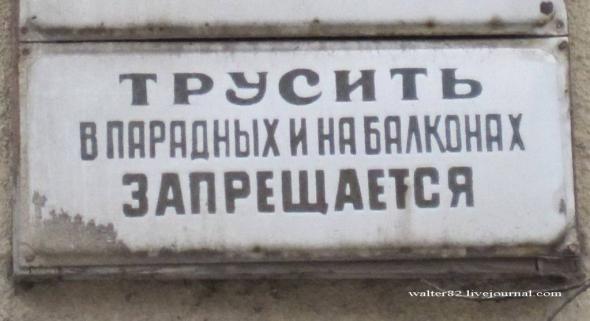 ТРУСИТЬ
В ПАРАДНЫХ И НА БАЛКОНАХ
ЗАПРЕЩАЕТСЯ
walter82.livejournal.com